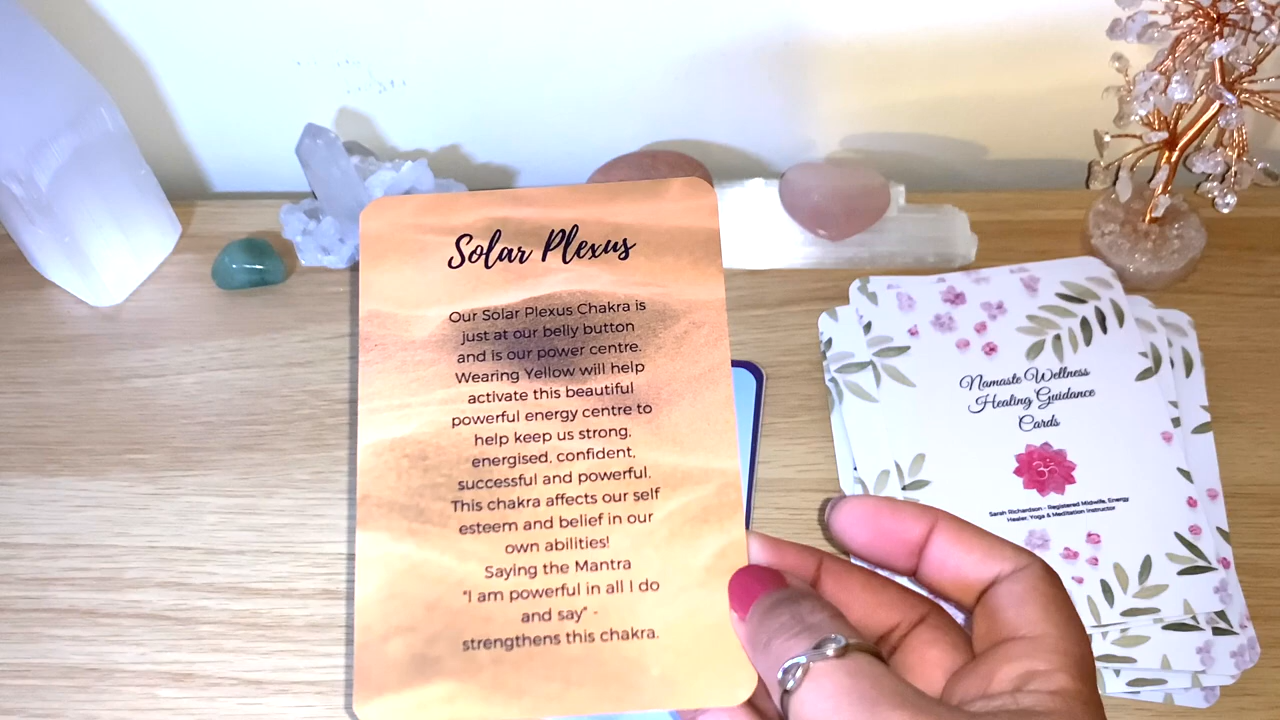 Solar Plexus
Our Solar Plexus Chakra is
just at our belly button
and is our power centre.
Wearing Yellow will help
activate this beautiful
powerful energy centre to
help keep us strong,
energised, confident,
successful and powerful.
This chakra affects our self
esteem and belief in our
own abilities!
Saying the Mantra
"I am powerful in all I do
and say" -
strengthens this chakra.
Namaste Wellness
Healing Guidance
Cards
Sarah Richardson - Registered Midwife, Energy
Healer, Yoga & Meditation Instructor